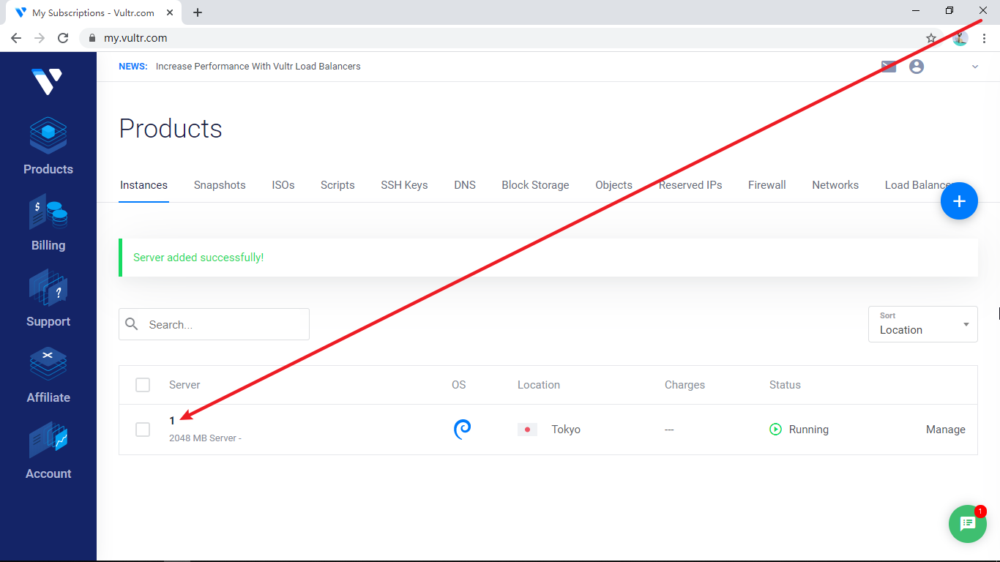 My Subscriptions - Vultr.com
my.vultr.com
NEWS: Increase Performance With Vultr Load Balancers
Products
Products
Instances Snapshots ISOs Scripts SSH Keys DNS Block Storage Objects Reserved IPs Firewall Networks Load Balancer
Billing
Server added successfully!
Support
Search...
Sort
Location
Server OS Location Charges Status
Affiliate
1
2048 MB Server -
Tokyo --- Running Manage
Account
1